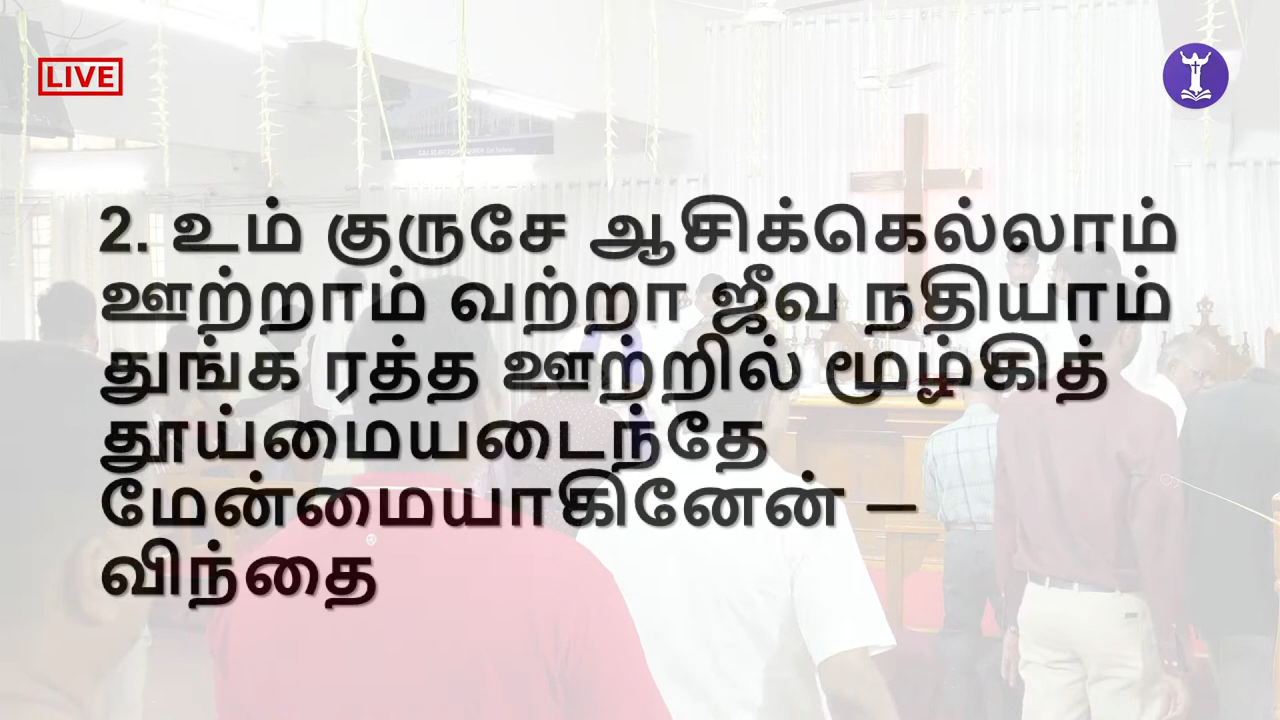 LIVE
2. உம் குருசே ஆசிக்கெல்லாம்
ஊற்றாம் வற்றா ஜீவ நதியாம்
துங்க ரத்த ஊற்றில் மூழ்கித்
தூய்மையடைந்தே
மேன்மையாகினேன் –
விந்தை